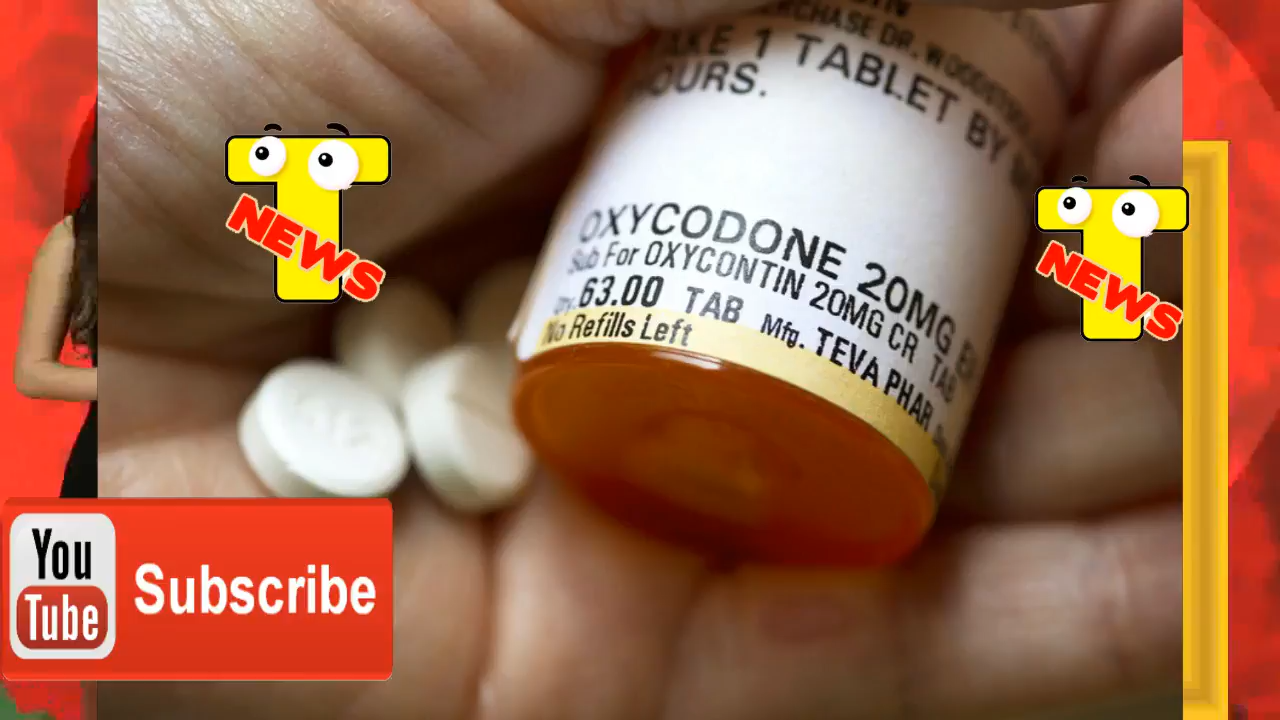 TAKE 1 TABLET BY
HOURS.
OXYCODONE 20MG
Sub For OXYCONTIN 20MG CR TAB
Qty. 63.00 TAB Mfg. TEVA PHAR
No Refills Left
NEWS
NEWS
You
Tube
Subscribe